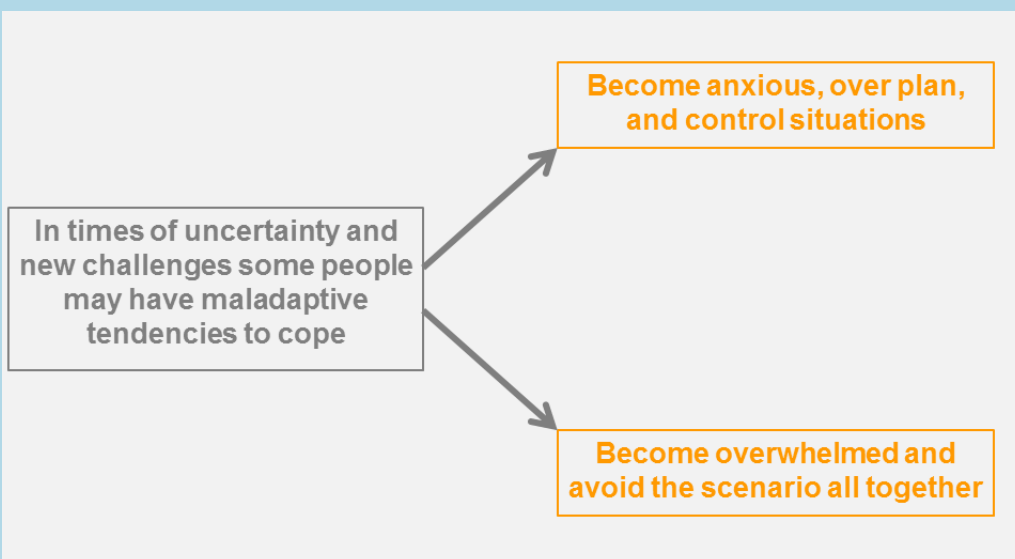 Become anxious, over plan,
and control situations
In times of uncertainty and
new challenges some people
may have maladaptive
tendencies to cope
Become overwhelmed and
avoid the scenario all together